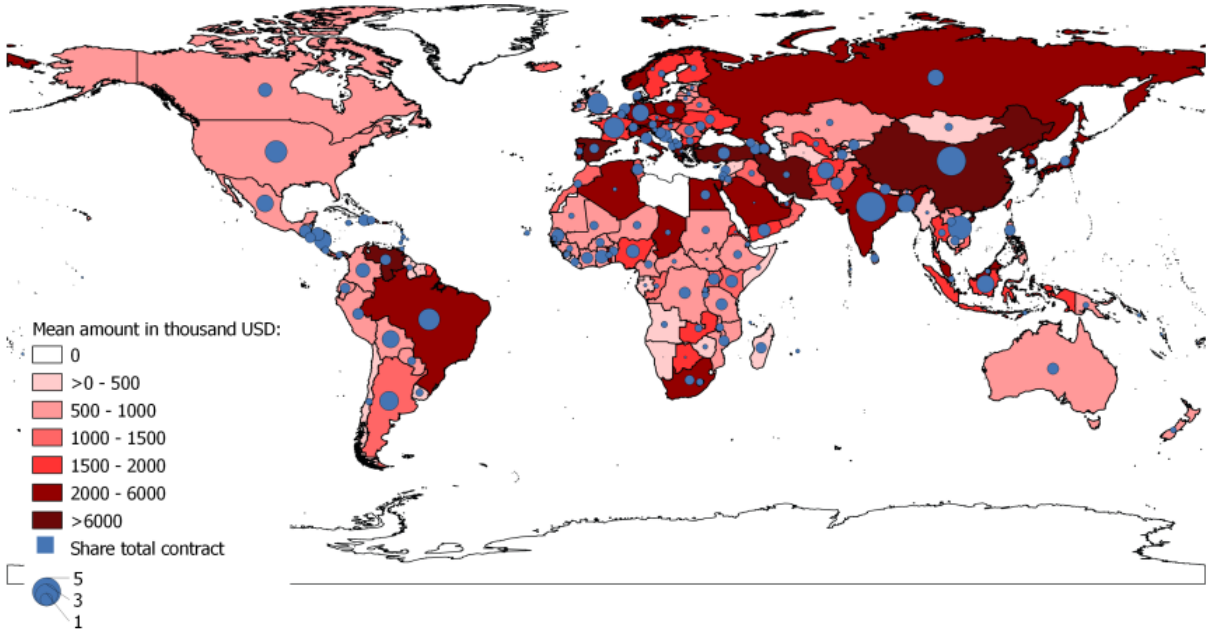 Mean amount in thousand USD:
0
>0 - 500
500 - 1000
1000 - 1500
1500 - 2000
2000 - 6000
>6000
Share total contract
5
3
1